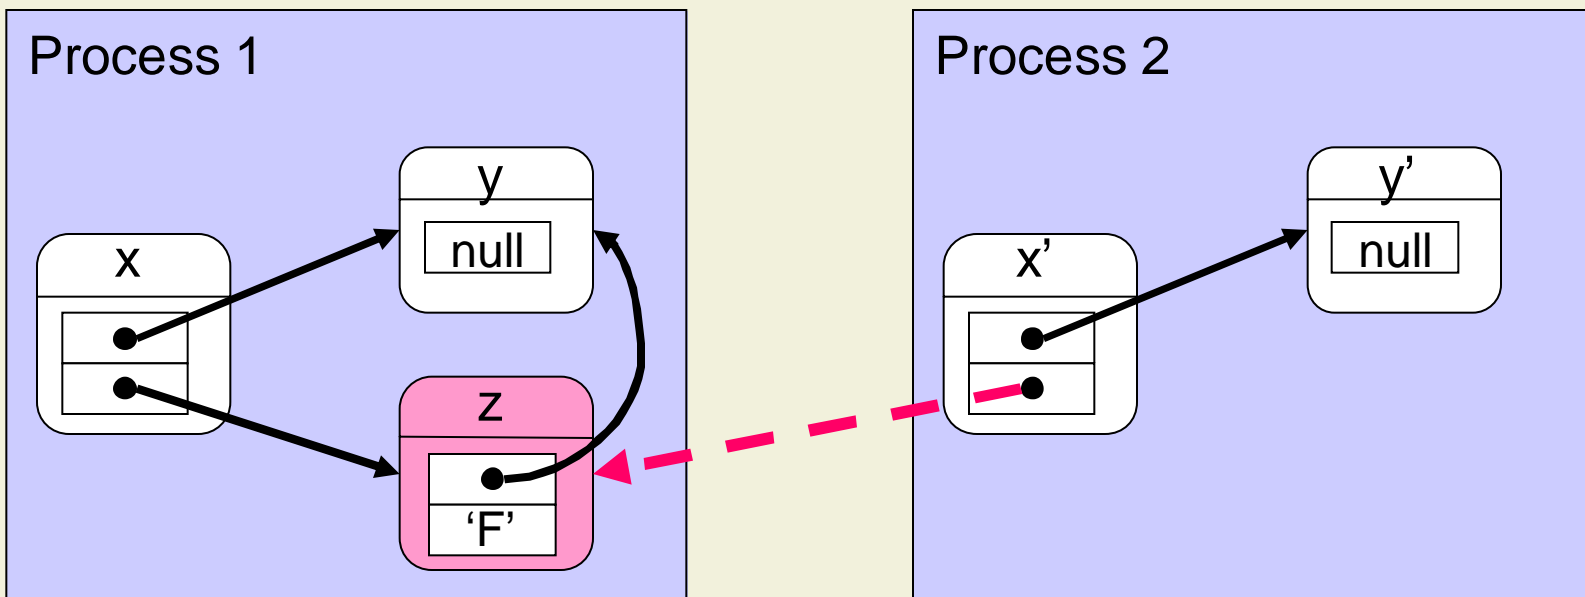 Process 1
x
y
null
z
‘F’
Process 2
x’
y’
null